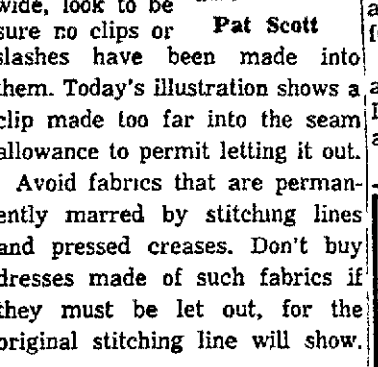 wide, look to be
sure no clips or
Pat Scott
slashes have been made into
them. Today's illustration shows a
clip made too far into the seam
allowance to permit letting it out.
Avoid fabrics that are perman-
ently marred by stitching lines
and pressed creases. Don't buy
dresses made of such fabrics if
they must be let out, for the
original stitching line will show.